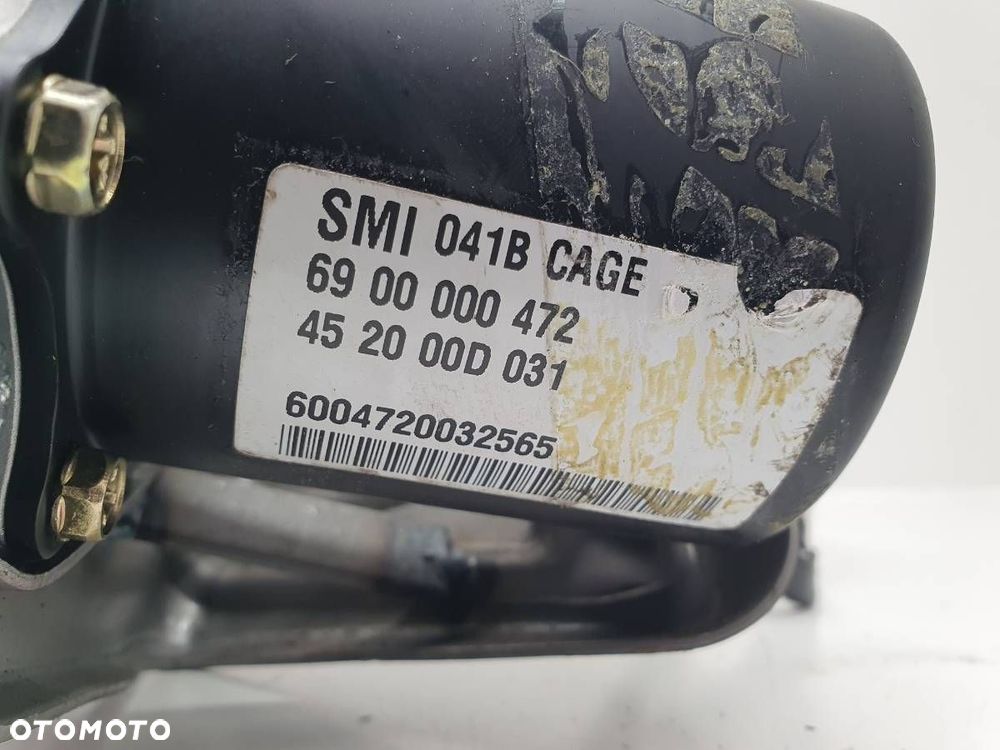 SMI 041B CAGE
69 00 000 472
45 20 00D 031
6004720032565
OTOMOTO